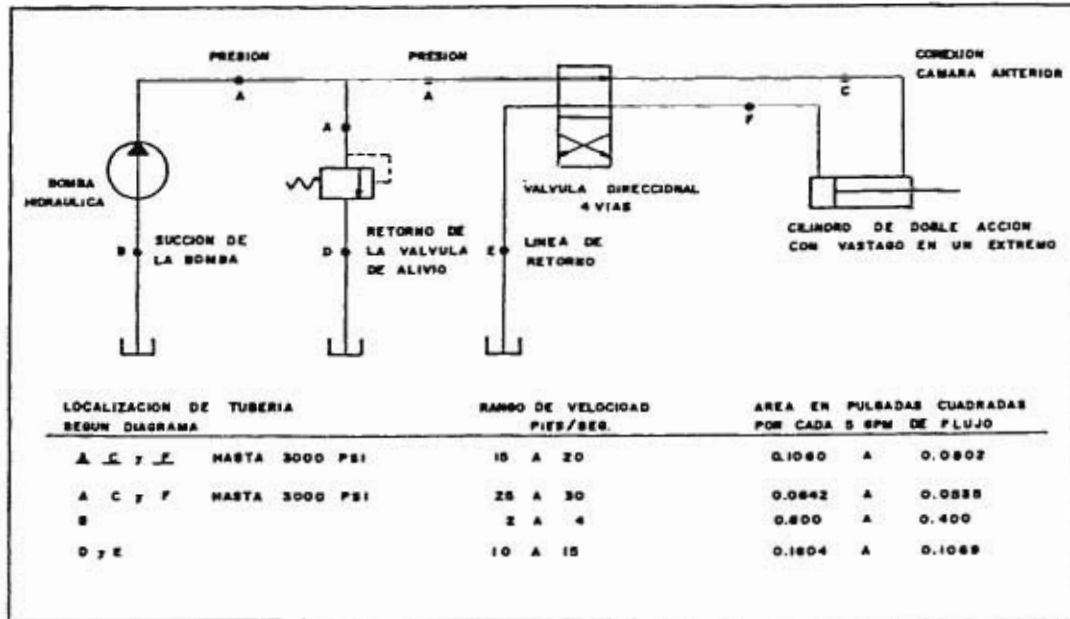 PRESION
PRESION
CONEXION
CAMARA ANTERIOR
A
A
C
A
F
BOMBA
HIDRAULICA
VALVULA DIRECCIONAL
4 VIAS
CILINDRO DE DOBLE ACCION
CON VASTAGO EN UN EXTREMO
B
SUCCION DE
LA BOMBA
D
RETORNO DE
LA VALVULA
DE ALIVIO
E
LINEA DE
RETORNO
LOCALIZACION DE TUBERIA
SEGUN DIAGRAMA
RANGO DE VELOCIDAD
PIES/SEG.
AREA EN PULGADAS CUADRADAS
POR CADA 5 GPM DE FLUJO
A C y F HASTA 3000 PSI 15 A 20 0.1060 A 0.0802
A C y F HASTA 3000 PSI 25 A 30 0.0642 A 0.0535
B 2 A 4 0.800 A 0.400
D y E 10 A 15 0.1604 A 0.1069